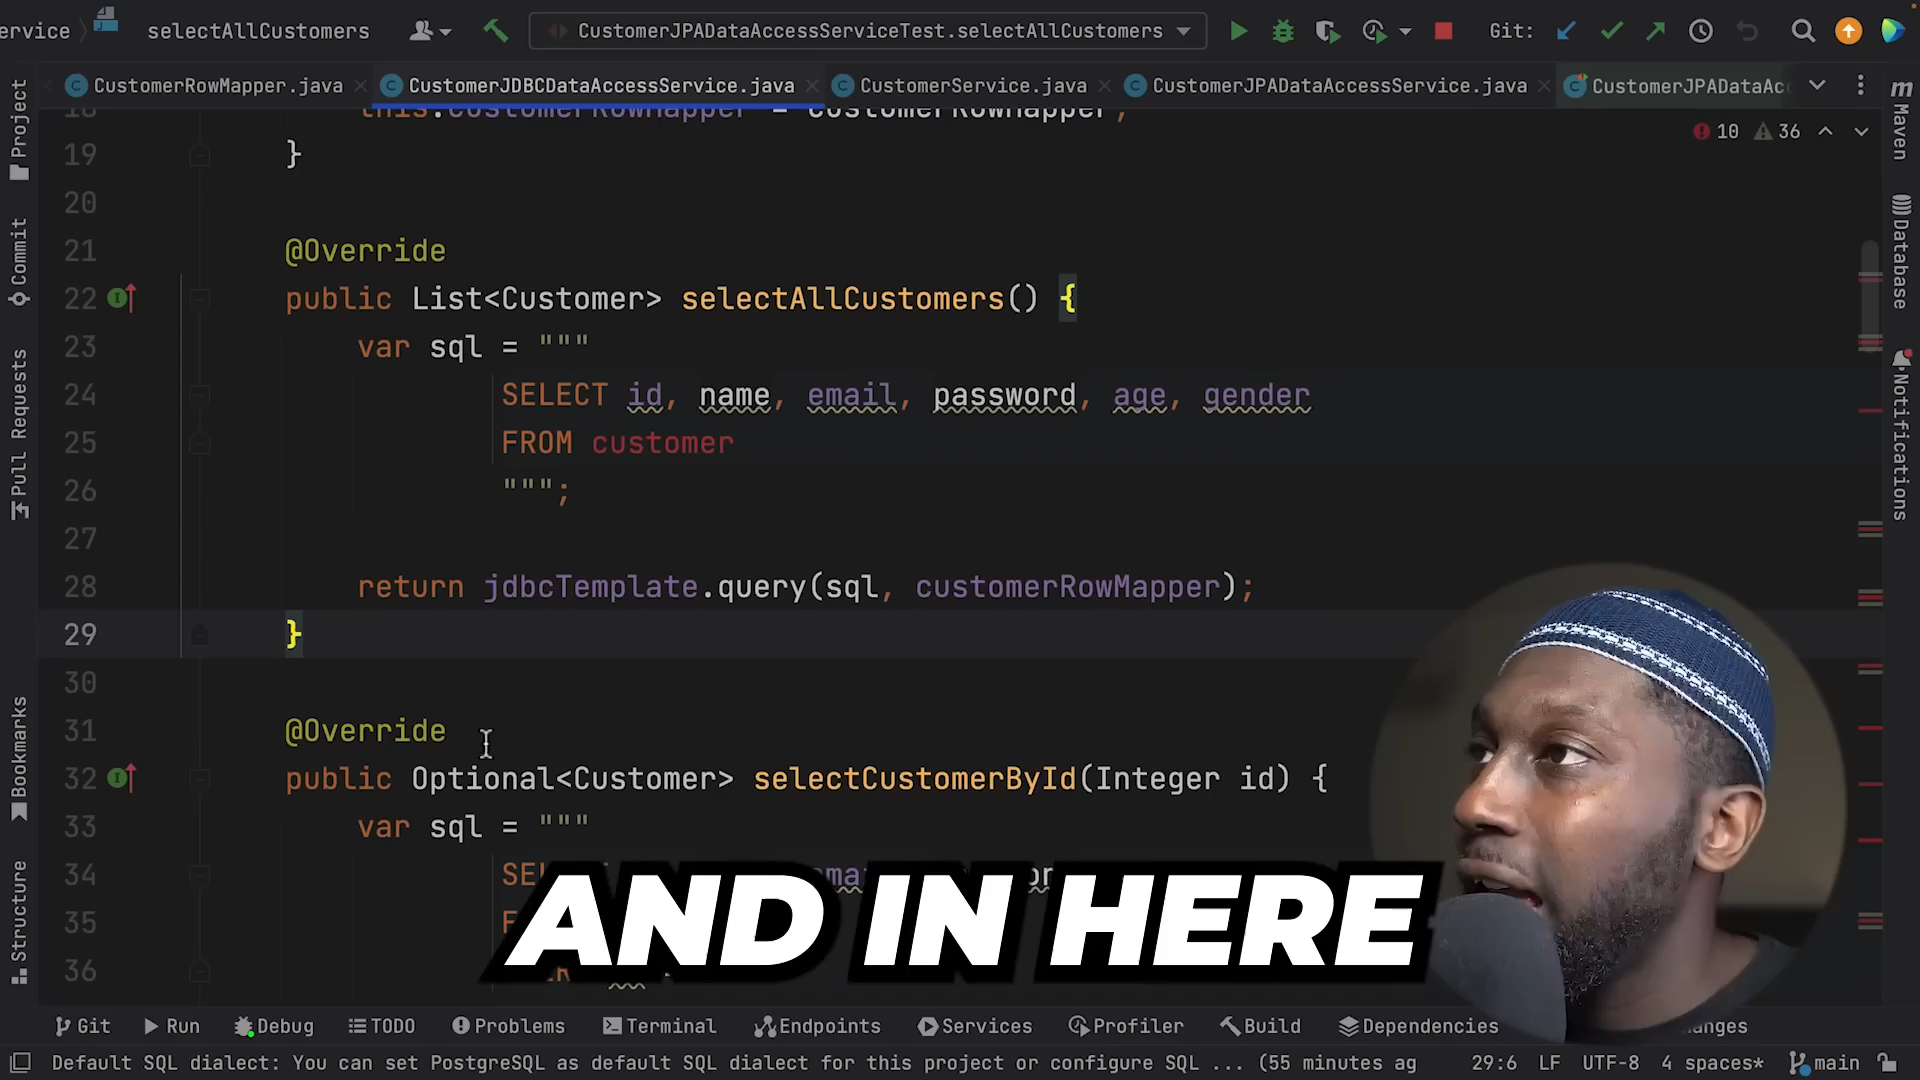 ervice
selectAllCustomers
CustomerJPADataAccessServiceTest.selectAllCustomers
Git:
CustomerRowMapper.java
CustomerJDBCDataAccessService.java
CustomerService.java
CustomerJPADataAccessService.java
CustomerJPADataAc
10
36
18 this.customerRowMapper = customerRowMapper;
19 }
20
21 @Override
22 public List<Customer> selectAllCustomers() {
23 var sql = """
24 SELECT id, name, email, password, age, gender
25 FROM customer
26 """;
27
28 return jdbcTemplate.query(sql, customerRowMapper);
29 }
30
31 @Override
32 public Optional<Customer> selectCustomerById(Integer id) {
33 var sql = """
34
35
36
AND IN HERE
Project
Commit
Pull Requests
Bookmarks
Structure
m
Maven
Database
Notifications
Git
Run
Debug
TODO
Problems
Terminal
Endpoints
Services
Profiler
Build
Dependencies
anges
Default SQL dialect: You can set PostgreSQL as default SQL dialect for this project or configure SQL ... (55 minutes ag
29:6 LF UTF-8 4 spaces* main